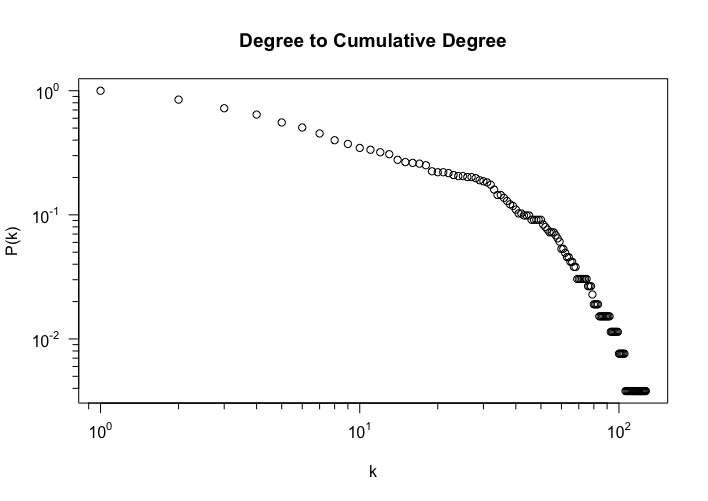 Degree to Cumulative Degree
10^0
10^-1
P(k)
10^-2
10^0 10^1 10^2
k